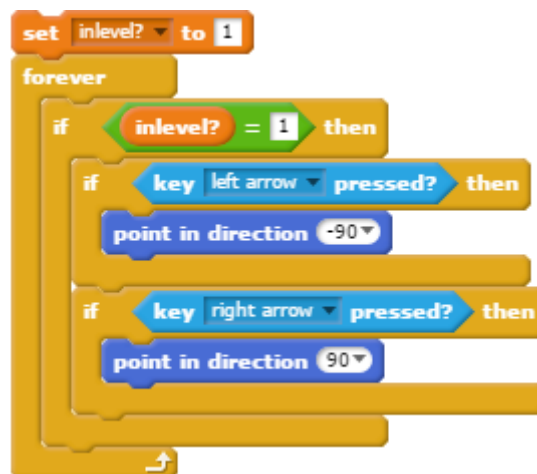 set inlevel? to 1
forever
if inlevel? = 1 then
if key left arrow pressed? then
point in direction -90
if key right arrow pressed? then
point in direction 90